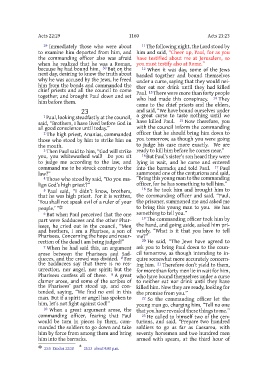 Acts 22:29 1160 Acts 23:23
29 Immediately those who were about
to examine him departed from him, and
the commanding officer also was afraid
when he realized that he was a Roman,
because he had bound him. 30 But on the
next day, desiring to know the truth about
why he was accused by the Jews, he freed
him from the bonds and commanded the
chief priests and all the council to come
together, and brought Paul down and set
him before them.
23
1 Paul, looking steadfastly at the council,
said, “Brothers, I have lived before God in
all good conscience until today.”
2 The high priest, Ananias, commanded
those who stood by him to strike him on
the mouth.
3 Then Paul said to him, “God will strike
you, you whitewashed wall! Do you sit
to judge me according to the law, and
command me to be struck contrary to the
law?”
4 Those who stood by said, “Do you ma-
lign God’s high priest?”
5 Paul said, “I didn’t know, brothers,
that he was high priest. For it is written,
‘You shall not speak evil of a ruler of your
people.’
6 But when Paul perceived that the one
part were Sadducees and the other Phar-
isees, he cried out in the council, “Men
and brothers, I am a Pharisee, a son of
Pharisees. Concerning the hope and resur-
rection of the dead I am being judged!”
7 When he had said this, an argument
arose between the Pharisees and Sad-
ducees, and the crowd was divided. 8 For
the Sadducees say that there is no res-
urrection, nor angel, nor spirit; but the
Pharisees confess all of these. 9 A great
clamor arose, and some of the scribes of
the Pharisees’ part stood up, and con-
tended, saying, “We find no evil in this
man. But if a spirit or angel has spoken to
him, let’s not fight against God!”
10 When a great argument arose, the
commanding officer, fearing that Paul
would be torn in pieces by them, com-
manded the soldiers to go down and take
him by force from among them and bring
him into the barracks.
11 The following night, the Lord stood by
him and said, “Cheer up, Paul, for as you
have testified about me at Jerusalem, so
you must testify also at Rome.”
12 When it was day, some of the Jews
banded together and bound themselves
under a curse, saying that they would nei-
ther eat nor drink until they had killed
Paul. 13 There were more than forty people
who had made this conspiracy. 14 They
came to the chief priests and the elders,
and said, “We have bound ourselves under
a great curse to taste nothing until we
have killed Paul. 15 Now therefore, you
with the council inform the commanding
officer that he should bring him down to
you tomorrow, as though you were going
to judge his case more exactly. We are
ready to kill him before he comes near.”
16 But Paul’s sister’s son heard they were
lying in wait, and he came and entered
into the barracks and told Paul. 17 Paul
summoned one of the centurions and said,
“Bring this young man to the commanding
officer, for he has something to tell him.”
18 So he took him and brought him to
the commanding officer and said, “Paul,
the prisoner, summoned me and asked me
to bring this young man to you. He has
something to tell you.”
19 The commanding officer took him by
the hand, and going aside, asked him pri-
vately, “What is it that you have to tell
me?”
20 He said, “The Jews have agreed to
ask you to bring Paul down to the coun-
cil tomorrow, as though intending to in-
quire somewhat more accurately concern-
ing him. 21 Therefore don’t yield to them,
for more than forty men lie in wait for him,
who have bound themselves under a curse
to neither eat nor drink until they have
killed him. Now they are ready, looking for
the promise from you.”
22 So the commanding officer let the
young man go, charging him, “Tell no one
that you have revealed these things to me.”
23 He called to himself two of the cen-
turions, and said, “Prepare two hundred
soldiers to go as far as Caesarea, with
seventy horsemen and two hundred men
armed with spears, at the third hour of